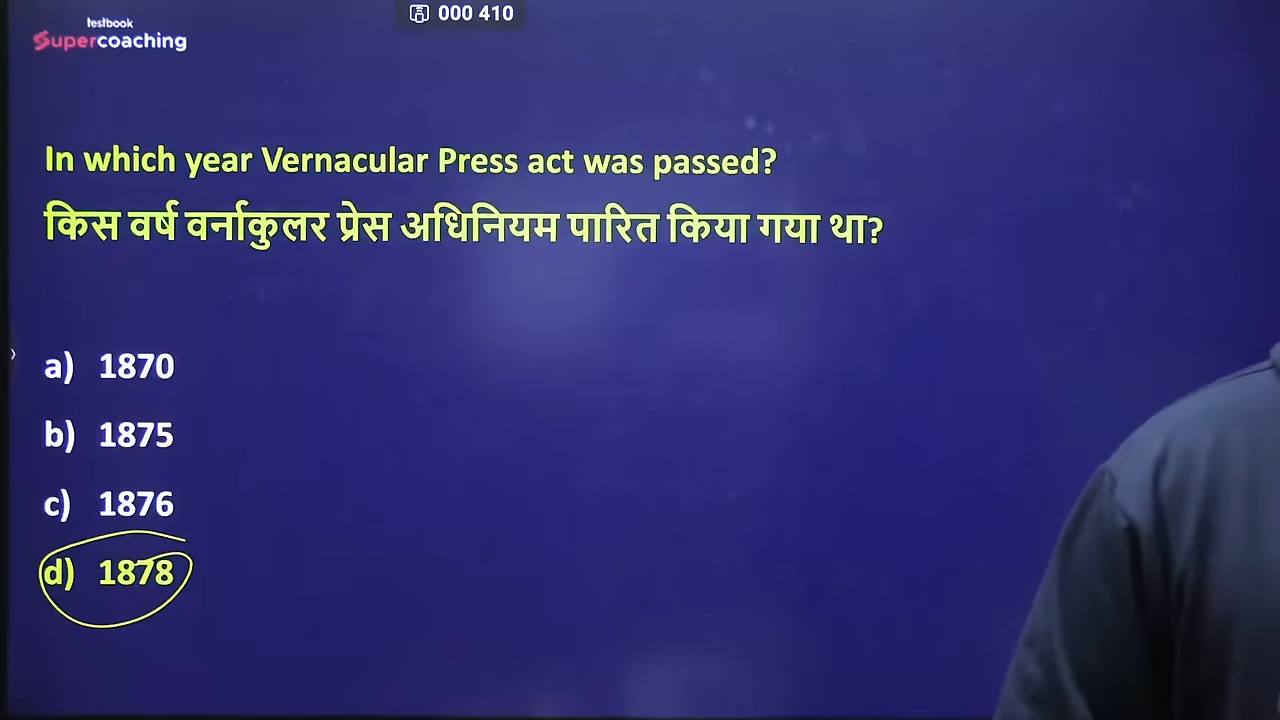 testbook
Supercoaching
000 410
In which year Vernacular Press act was passed?
किस वर्ष वर्नाकुलर प्रेस अधिनियम पारित किया गया था?
a) 1870
b) 1875
c) 1876
d) 1878